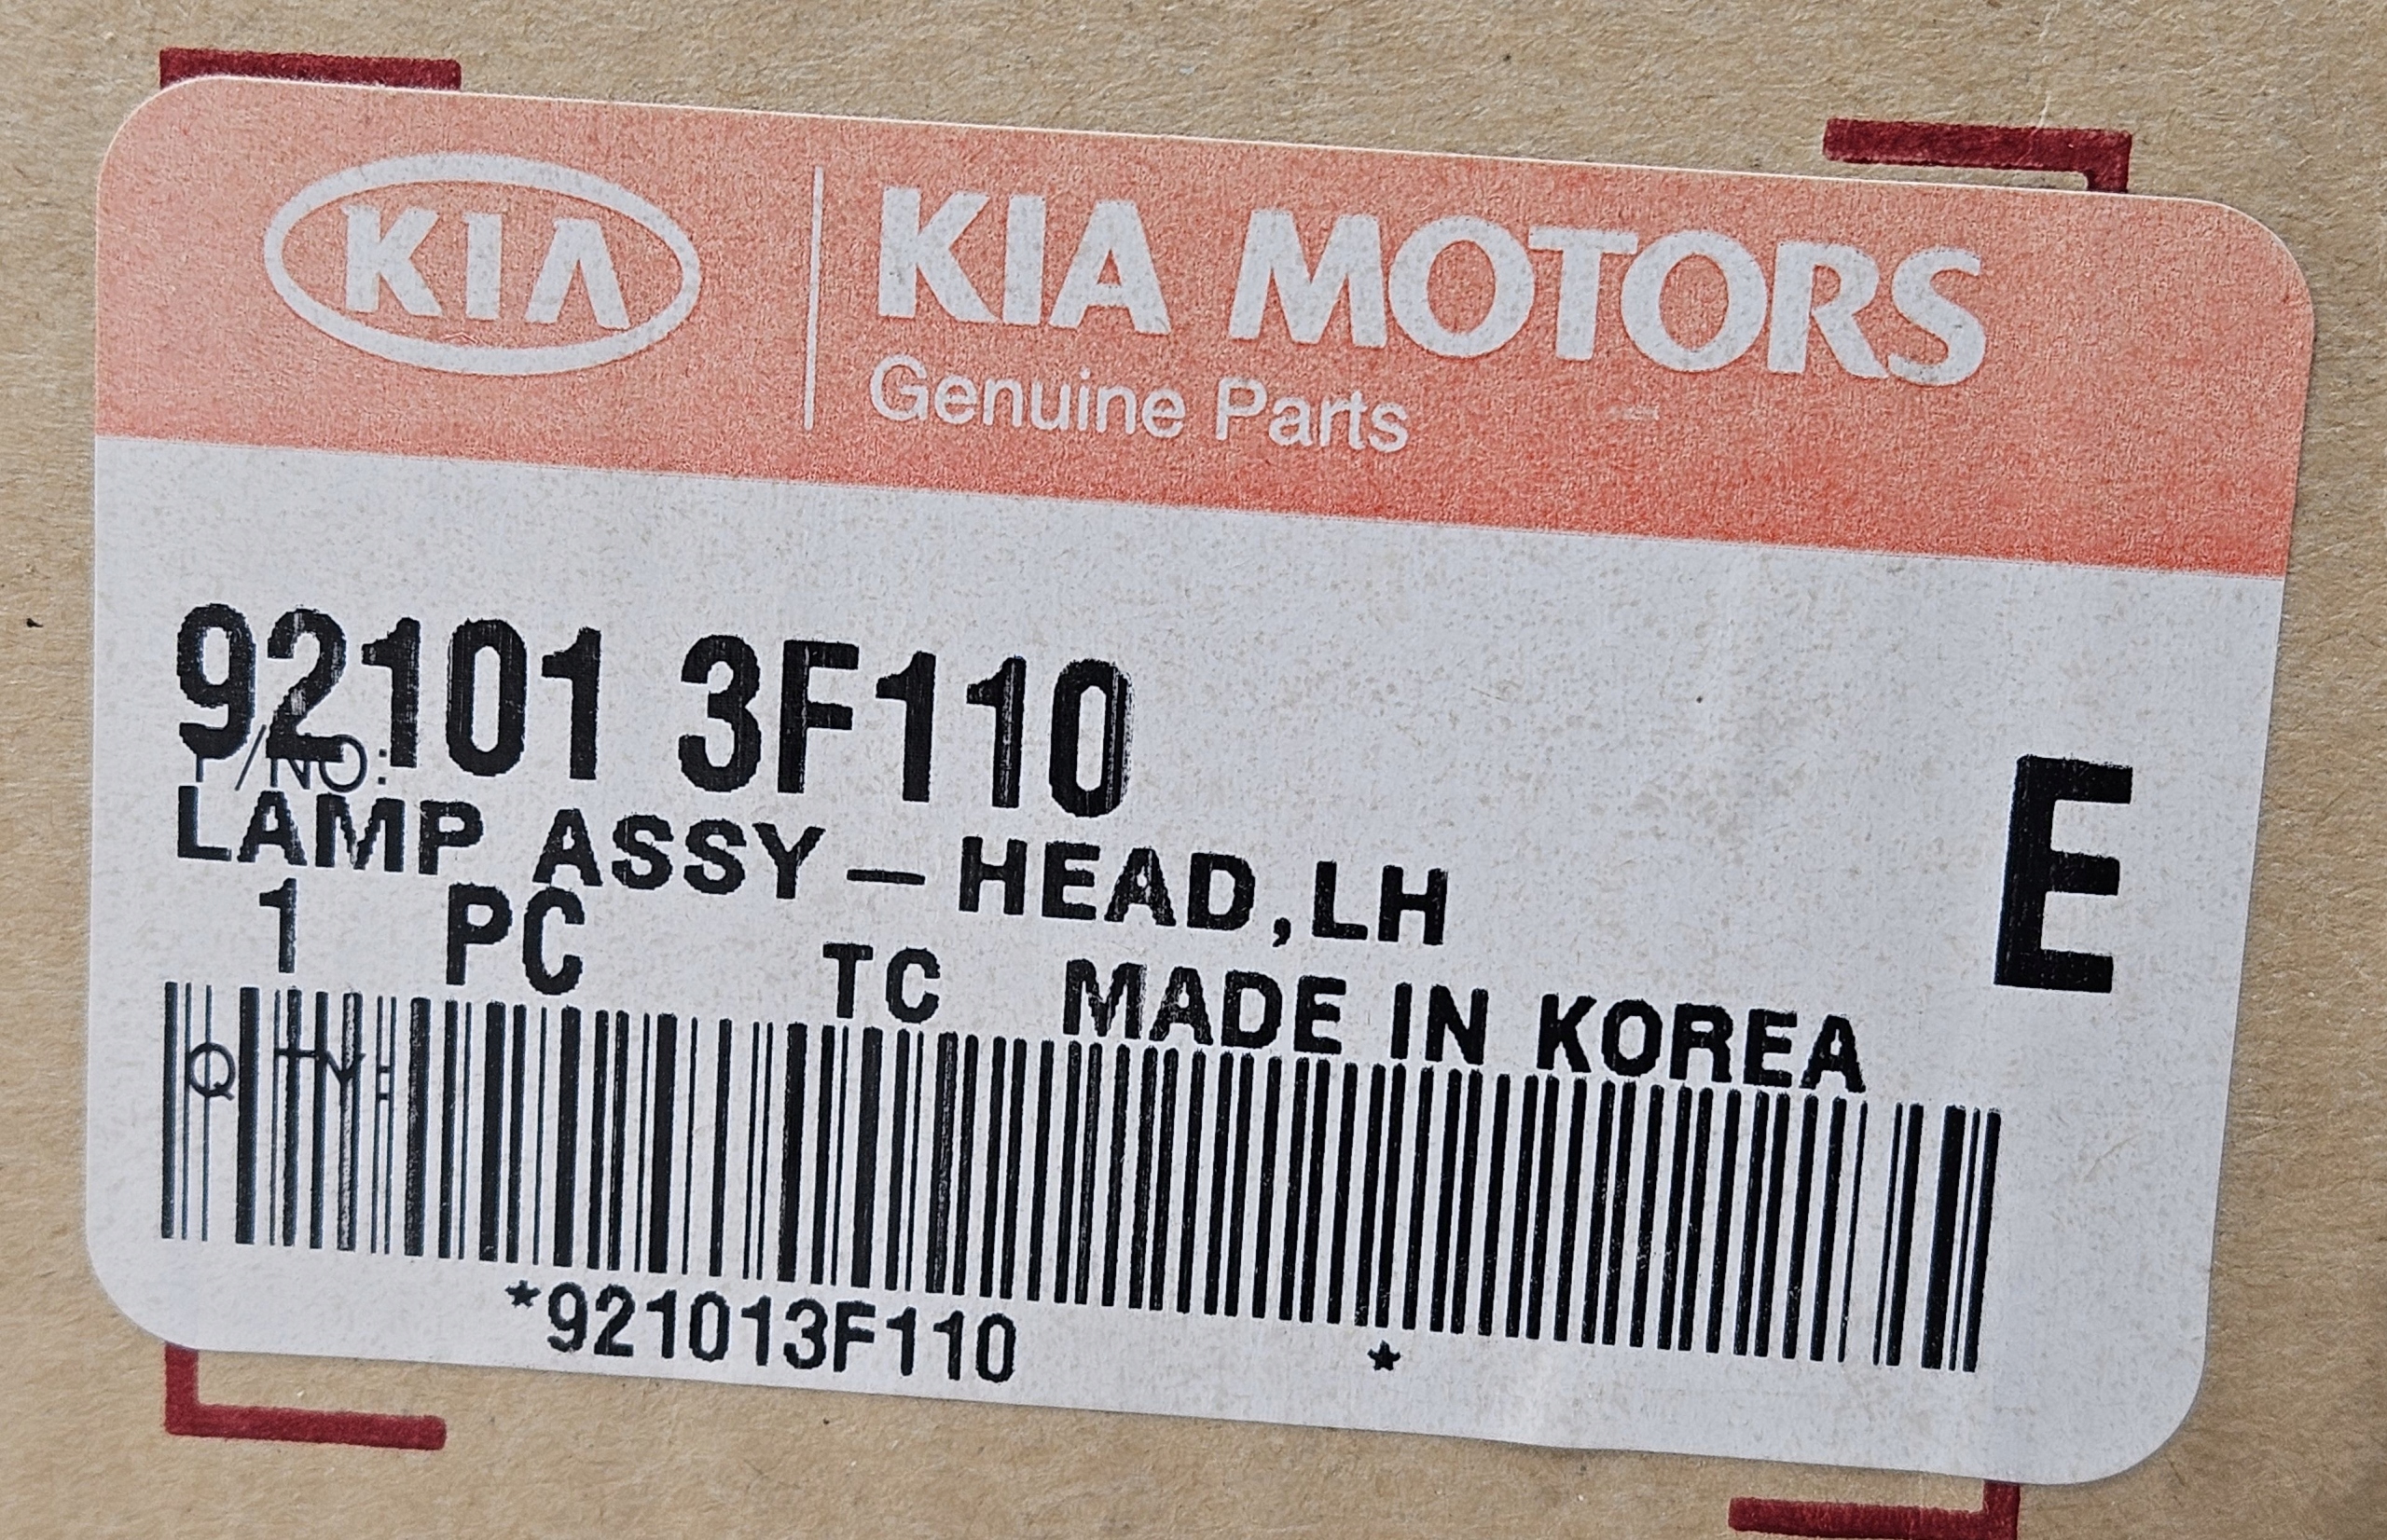 KIA KIA MOTORS
Genuine Parts
92101 3F110
P/NO:
LAMP ASSY – HEAD,LH E
1 PC TC MADE IN KOREA
Q'TY:
*921013F110 *